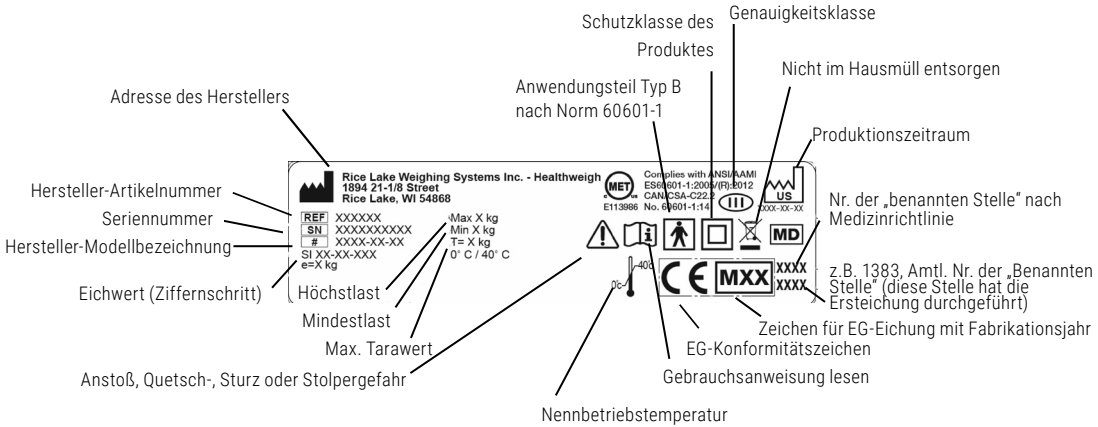 Schutzklasse des
Produktes
Genauigkeitsklasse
Anwendungsteil Typ B
nach Norm 60601-1
Nicht im Hausmüll entsorgen
Adresse des Herstellers
Produktionszeitraum
Hersteller-Artikelnummer
Seriennummer
Hersteller-Modellbezeichnung
Eichwert (Ziffernschritt)
Rice Lake Weighing Systems Inc. - Healthweigh
1894 21-1/8 Street
Rice Lake, WI 54868
REF XXXXXX
SN XXXXXXXXXX
# XXXX-XX-XX
SI XX-XX-XXX
e=X kg
Max X kg
Min X kg
T= X kg
0° C / 40° C
MET
C US
E113986
Complies with ANSI/AAMI
ES60601-1:2005/(R):2012
CAN/CSA-C22.2
No. 60601-1:14
III
US
XXXX-XX-XX
i
MD
0°c
40°c
CE
MXX
XXXX
XXXX
Nr. der „benannten Stelle" nach
Medizinrichtlinie
z.B. 1383, Amtl. Nr. der „Benannten
Stelle" (diese Stelle hat die
Ersteichung durchgeführt)
Höchstlast
Mindestlast
Max. Tarawert
Anstoß, Quetsch-, Sturz oder Stolpergefahr
Zeichen für EG-Eichung mit Fabrikationsjahr
EG-Konformitätszeichen
Gebrauchsanweisung lesen
Nennbetriebstemperatur